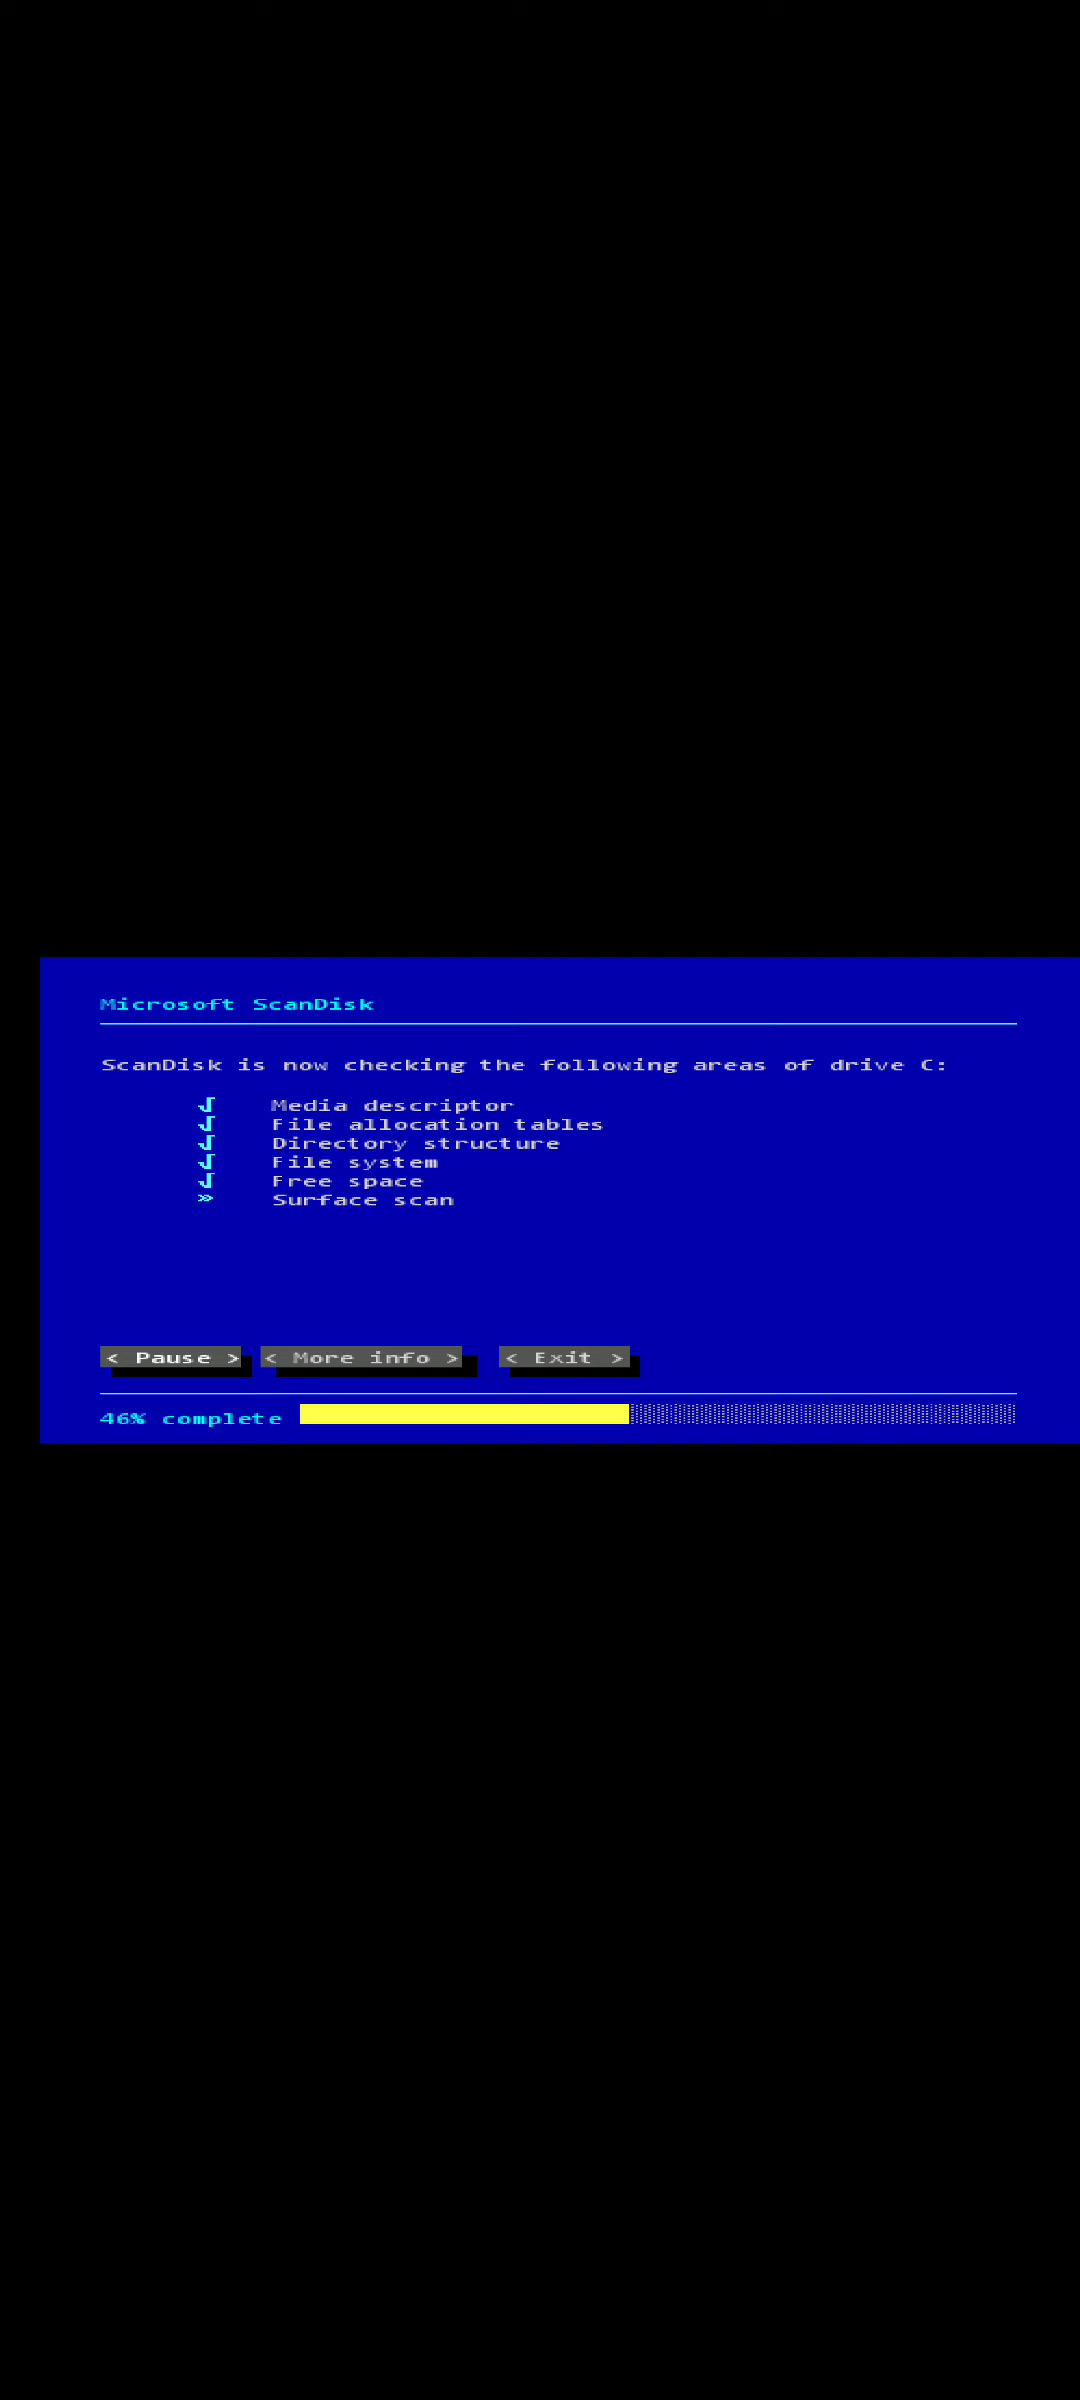 Microsoft ScanDisk
ScanDisk is now checking the following areas of drive C:
√ Media descriptor
√ File allocation tables
√ Directory structure
√ File system
√ Free space
» Surface scan
< Pause > < More info > < Exit >
46% complete